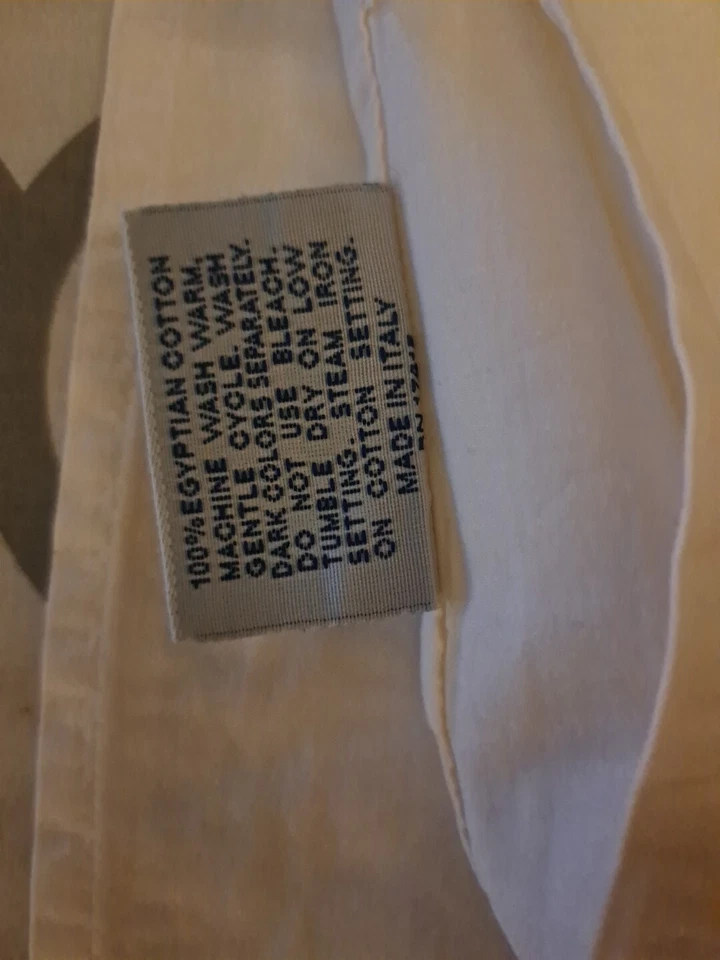 100%EGYPTIAN COTTON
MACHINE WASH WARM,
GENTLE CYCLE. WASH
DARK COLORS SEPARATELY.
DO NOT USE BLEACH.
TUMBLE DRY ON LOW
SETTING. STEAM IRON
ON COTTON SETTING.
MADE IN ITALY